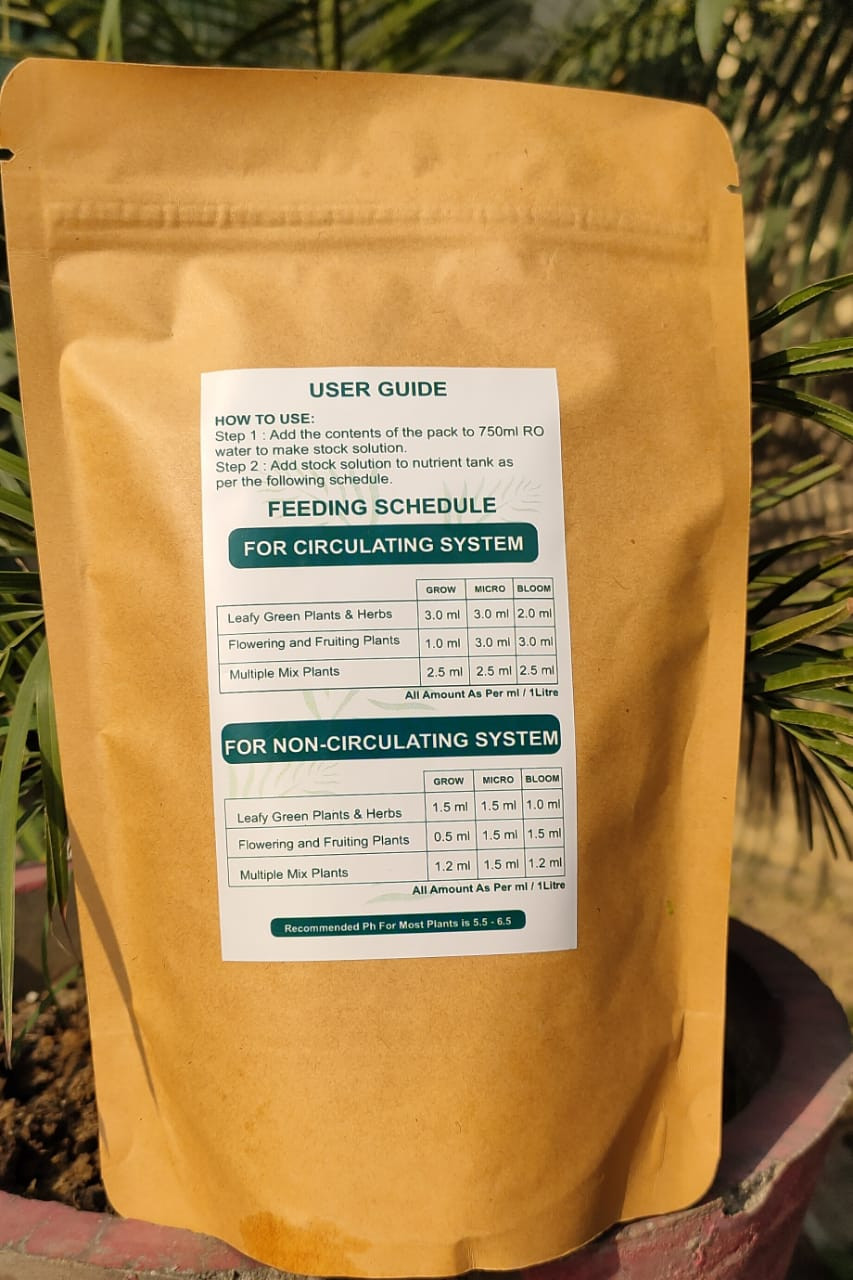 USER GUIDE
HOW TO USE:
Step 1 : Add the contents of the pack to 750ml RO
water to make stock solution.
Step 2 : Add stock solution to nutrient tank as
per the following schedule.
FEEDING SCHEDULE
FOR CIRCULATING SYSTEM
GROW MICRO BLOOM
Leafy Green Plants & Herbs 3.0 ml 3.0 ml 2.0 ml
Flowering and Fruiting Plants 1.0 ml 3.0 ml 3.0 ml
Multiple Mix Plants 2.5 ml 2.5 ml 2.5 ml
All Amount As Per ml / 1Litre
FOR NON-CIRCULATING SYSTEM
GROW MICRO BLOOM
Leafy Green Plants & Herbs 1.5 ml 1.5 ml 1.0 ml
Flowering and Fruiting Plants 0.5 ml 1.5 ml 1.5 ml
Multiple Mix Plants 1.2 ml 1.5 ml 1.2 ml
All Amount As Per ml / 1Litre
Recommended Ph For Most Plants is 5.5 - 6.5